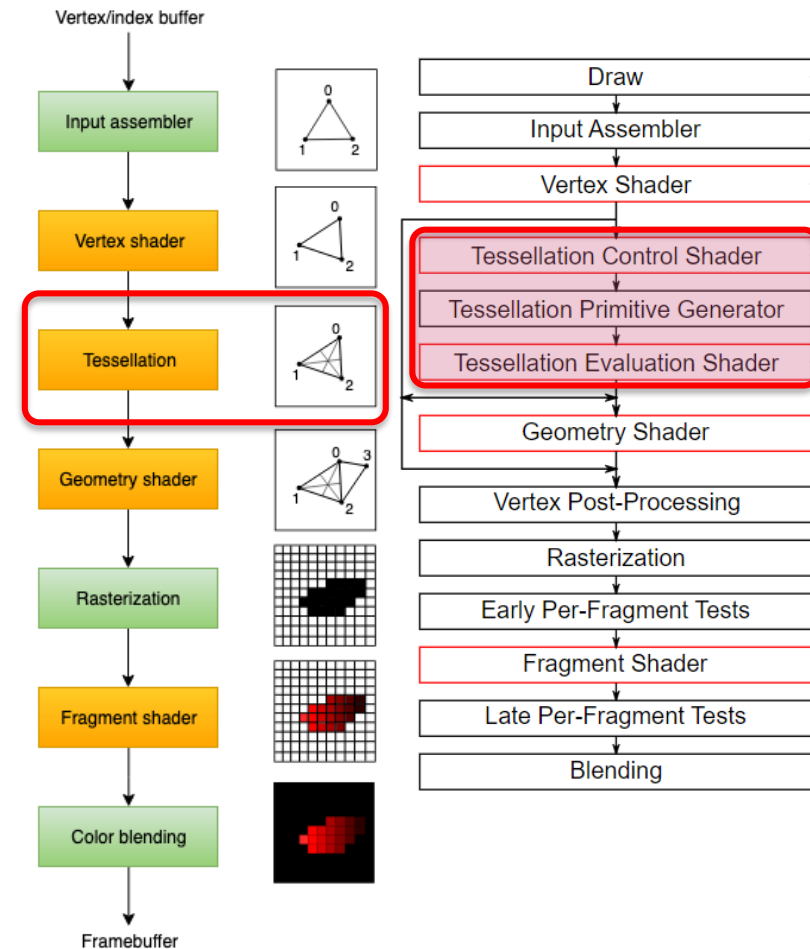 Vertex/index buffer
Input assembler
0
1
2
Vertex shader
0
1
2
Tessellation
0
1
2
Geometry shader
0
3
1
2
Rasterization
Fragment shader
Color blending
Framebuffer
Draw
Input Assembler
Vertex Shader
Tessellation Control Shader
Tessellation Primitive Generator
Tessellation Evaluation Shader
Geometry Shader
Vertex Post-Processing
Rasterization
Early Per-Fragment Tests
Fragment Shader
Late Per-Fragment Tests
Blending